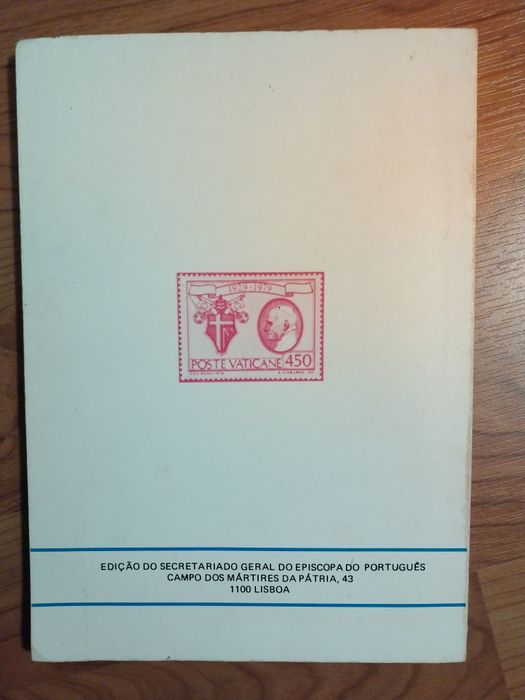 1929-1979
POSTE VATICANE 450
EDIÇÃO DO SECRETARIADO GERAL DO EPISCOPA DO PORTUGUÊS
CAMPO DOS MÁRTIRES DA PÁTRIA, 43
1100 LISBOA